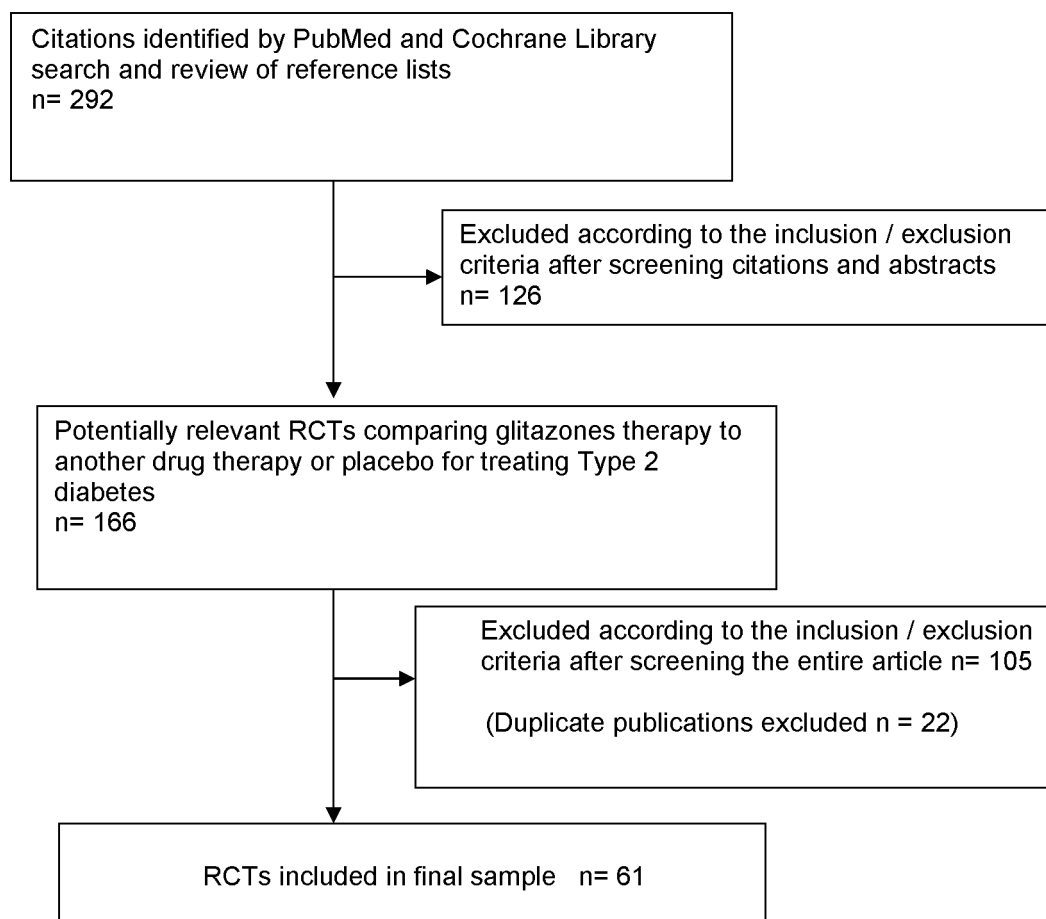 Citations identified by PubMed and Cochrane Library
search and review of reference lists
n= 292
Excluded according to the inclusion / exclusion
criteria after screening citations and abstracts
n= 126
Potentially relevant RCTs comparing glitazones therapy to
another drug therapy or placebo for treating Type 2
diabetes
n= 166
Excluded according to the inclusion / exclusion
criteria after screening the entire article n= 105
(Duplicate publications excluded n = 22)
RCTs included in final sample n= 61